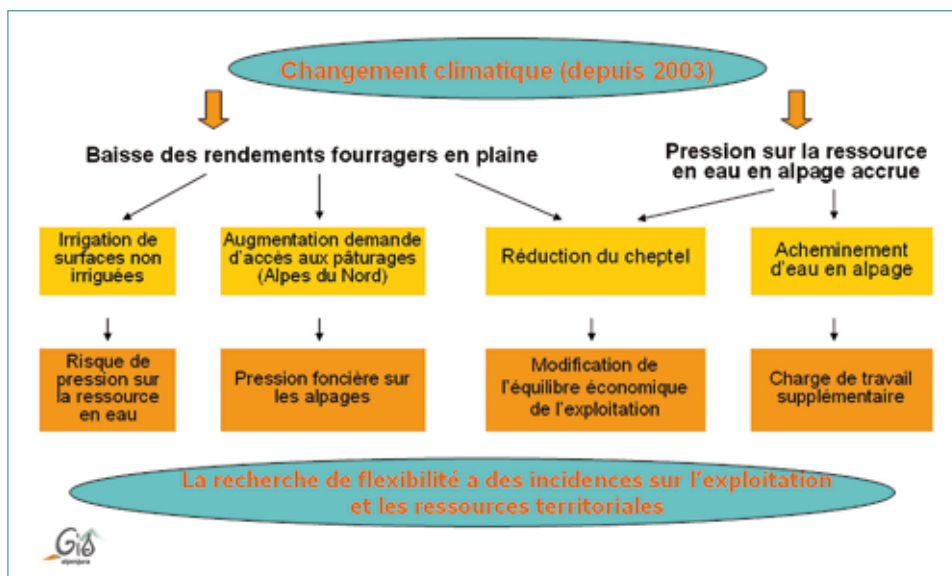 Changement climatique (depuis 2003)
Baisse des rendements fourragers en plaine
Pression sur la ressource
en eau en alpage accrue
Irrigation de
surfaces non
irriguées
Augmentation demande
d'accès aux pâturages
(Alpes du Nord)
Réduction du cheptel
Acheminement
d'eau en alpage
Risque de
pression sur
la ressource
en eau
Pression foncière sur
les alpages
Modification de
l'équilibre économique
de l'exploitation
Charge de travail
supplémentaire
La recherche de flexibilité a des incidences sur l'exploitation
et les ressources territoriales
Gis
alpesjura